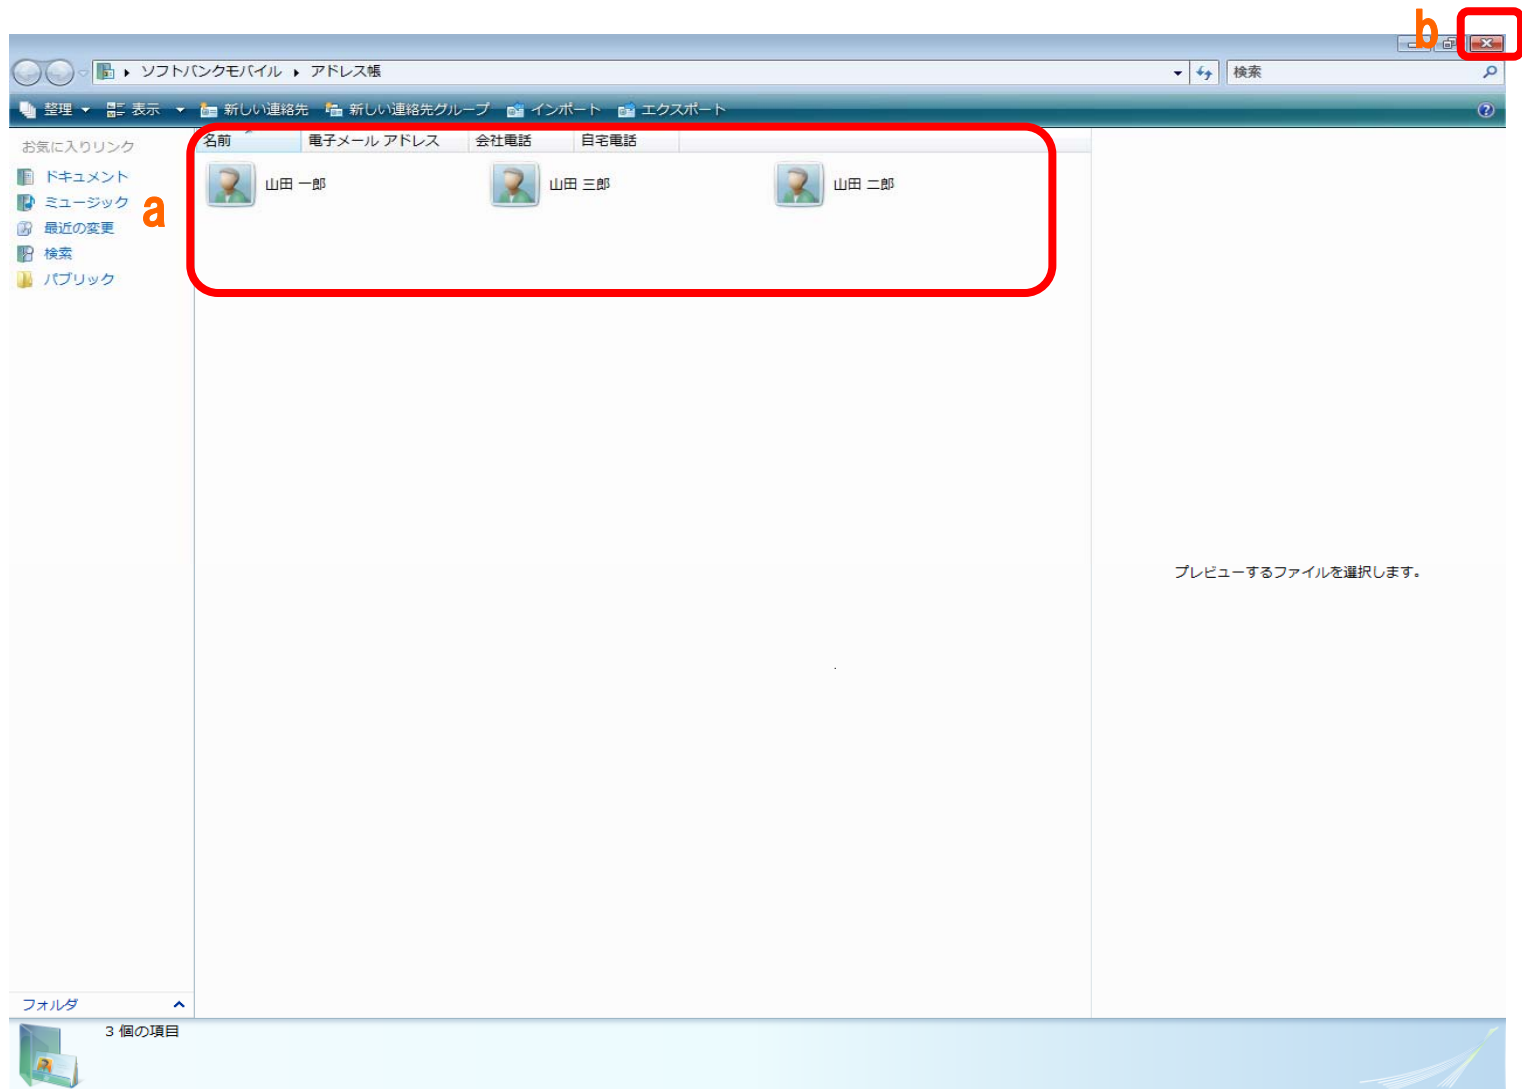 b
ソフトバンクモバイル アドレス帳 検索
整理 表示 新しい連絡先 新しい連絡先グループ インポート エクスポート
お気に入りリンク
ドキュメント
ミュージック
最近の変更
検索
パブリック
a
名前 電子メール アドレス 会社電話 自宅電話
山田 一郎 山田 三郎 山田 二郎
プレビューするファイルを選択します。
フォルダ
3 個の項目